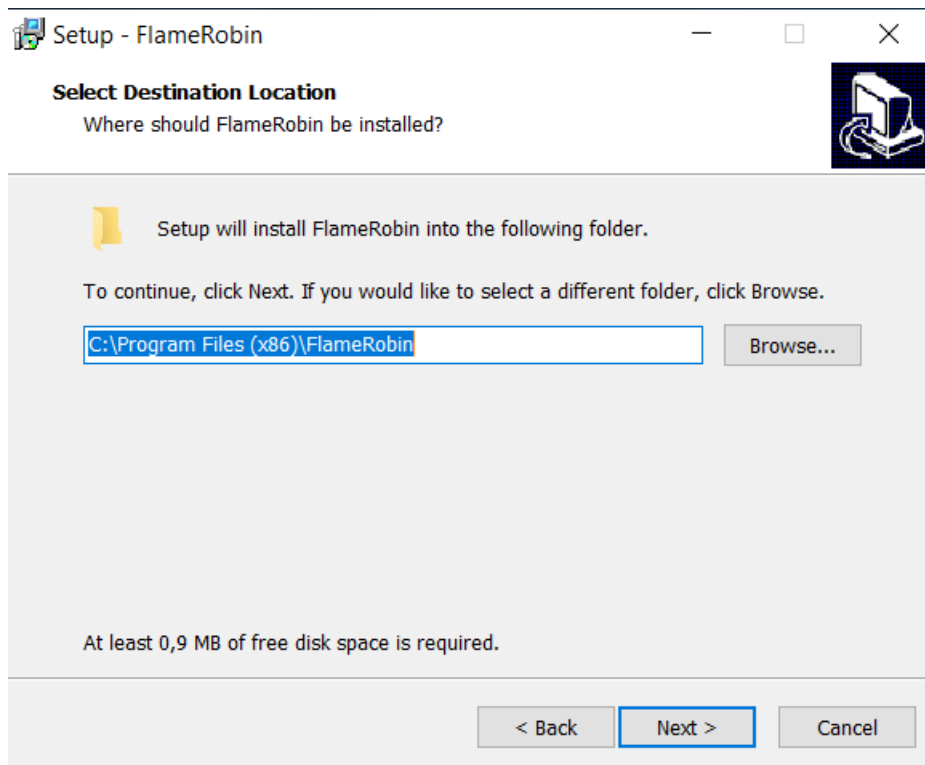 Setup - FlameRobin
Select Destination Location
Where should FlameRobin be installed?
Setup will install FlameRobin into the following folder.
To continue, click Next. If you would like to select a different folder, click Browse.
C:\Program Files (x86)\FlameRobin
Browse...
At least 0,9 MB of free disk space is required.
< Back
Next >
Cancel